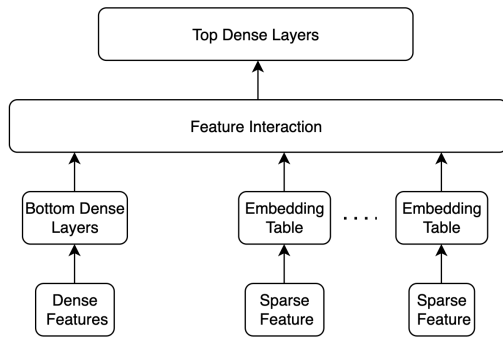 Top Dense Layers
Feature Interaction
Bottom Dense
Layers
Embedding
Table
. . . .
Embedding
Table
Dense
Features
Sparse
Feature
Sparse
Feature